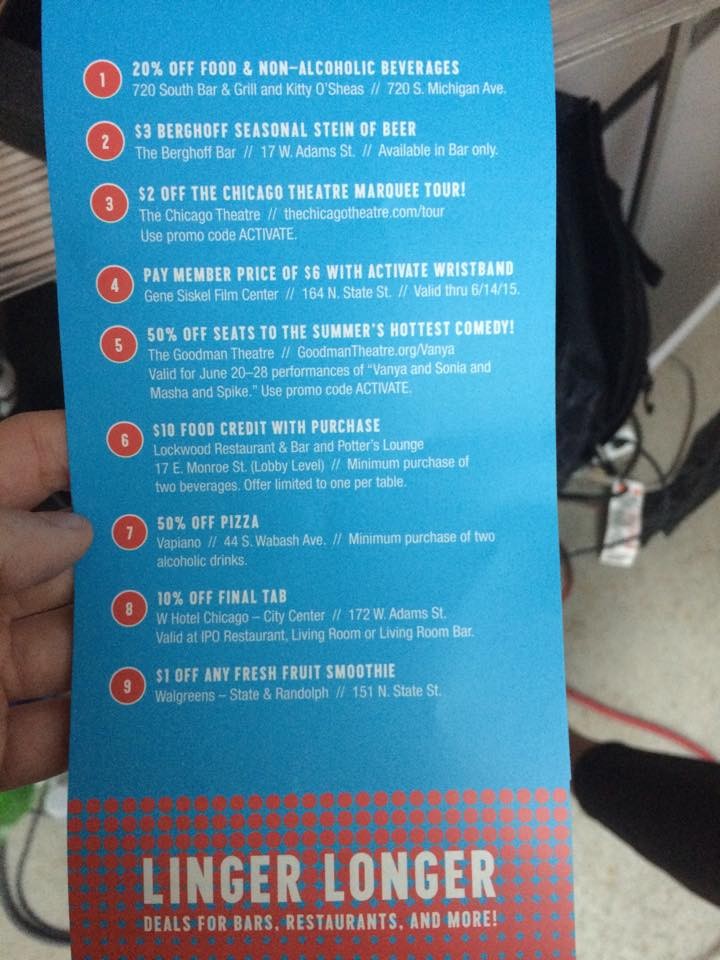 1 20% OFF FOOD & NON-ALCOHOLIC BEVERAGES
720 South Bar & Grill and Kitty O'Sheas // 720 S. Michigan Ave.
2 $3 BERGHOFF SEASONAL STEIN OF BEER
The Berghoff Bar // 17 W. Adams St. // Available in Bar only.
3 $2 OFF THE CHICAGO THEATRE MARQUEE TOUR!
The Chicago Theatre // thechicagotheatre.com/tour
Use promo code ACTIVATE.
4 PAY MEMBER PRICE OF $6 WITH ACTIVATE WRISTBAND
Gene Siskel Film Center // 164 N. State St. // Valid thru 6/14/15.
5 50% OFF SEATS TO THE SUMMER'S HOTTEST COMEDY!
The Goodman Theatre // GoodmanTheatre.org/Vanya
Valid for June 20–28 performances of "Vanya and Sonia and
Masha and Spike." Use promo code ACTIVATE.
6 $10 FOOD CREDIT WITH PURCHASE
Lockwood Restaurant & Bar and Potter's Lounge
17 E. Monroe St. (Lobby Level) // Minimum purchase of
two beverages. Offer limited to one per table.
7 50% OFF PIZZA
Vapiano // 44 S. Wabash Ave. // Minimum purchase of two
alcoholic drinks.
8 10% OFF FINAL TAB
W Hotel Chicago – City Center // 172 W. Adams St.
Valid at IPO Restaurant, Living Room or Living Room Bar.
9 $1 OFF ANY FRESH FRUIT SMOOTHIE
Walgreens – State & Randolph // 151 N. State St.
LINGER LONGER
DEALS FOR BARS, RESTAURANTS, AND MORE!